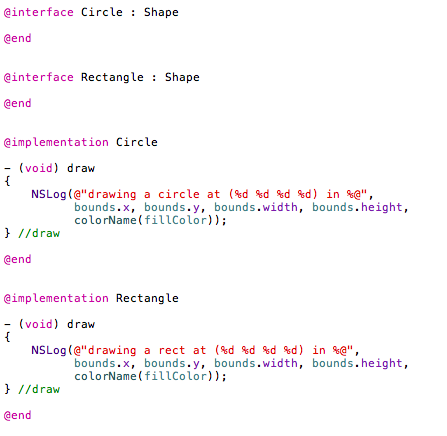 @interface Circle : Shape
@end
@interface Rectangle : Shape
@end
@implementation Circle
- (void) draw
{
NSLog(@"drawing a circle at (%d %d %d %d) in %@",
bounds.x, bounds.y, bounds.width, bounds.height,
colorName(fillColor));
} //draw
@end
@implementation Rectangle
- (void) draw
{
NSLog(@"drawing a rect at (%d %d %d %d) in %@",
bounds.x, bounds.y, bounds.width, bounds.height,
colorName(fillColor));
} //draw
@end